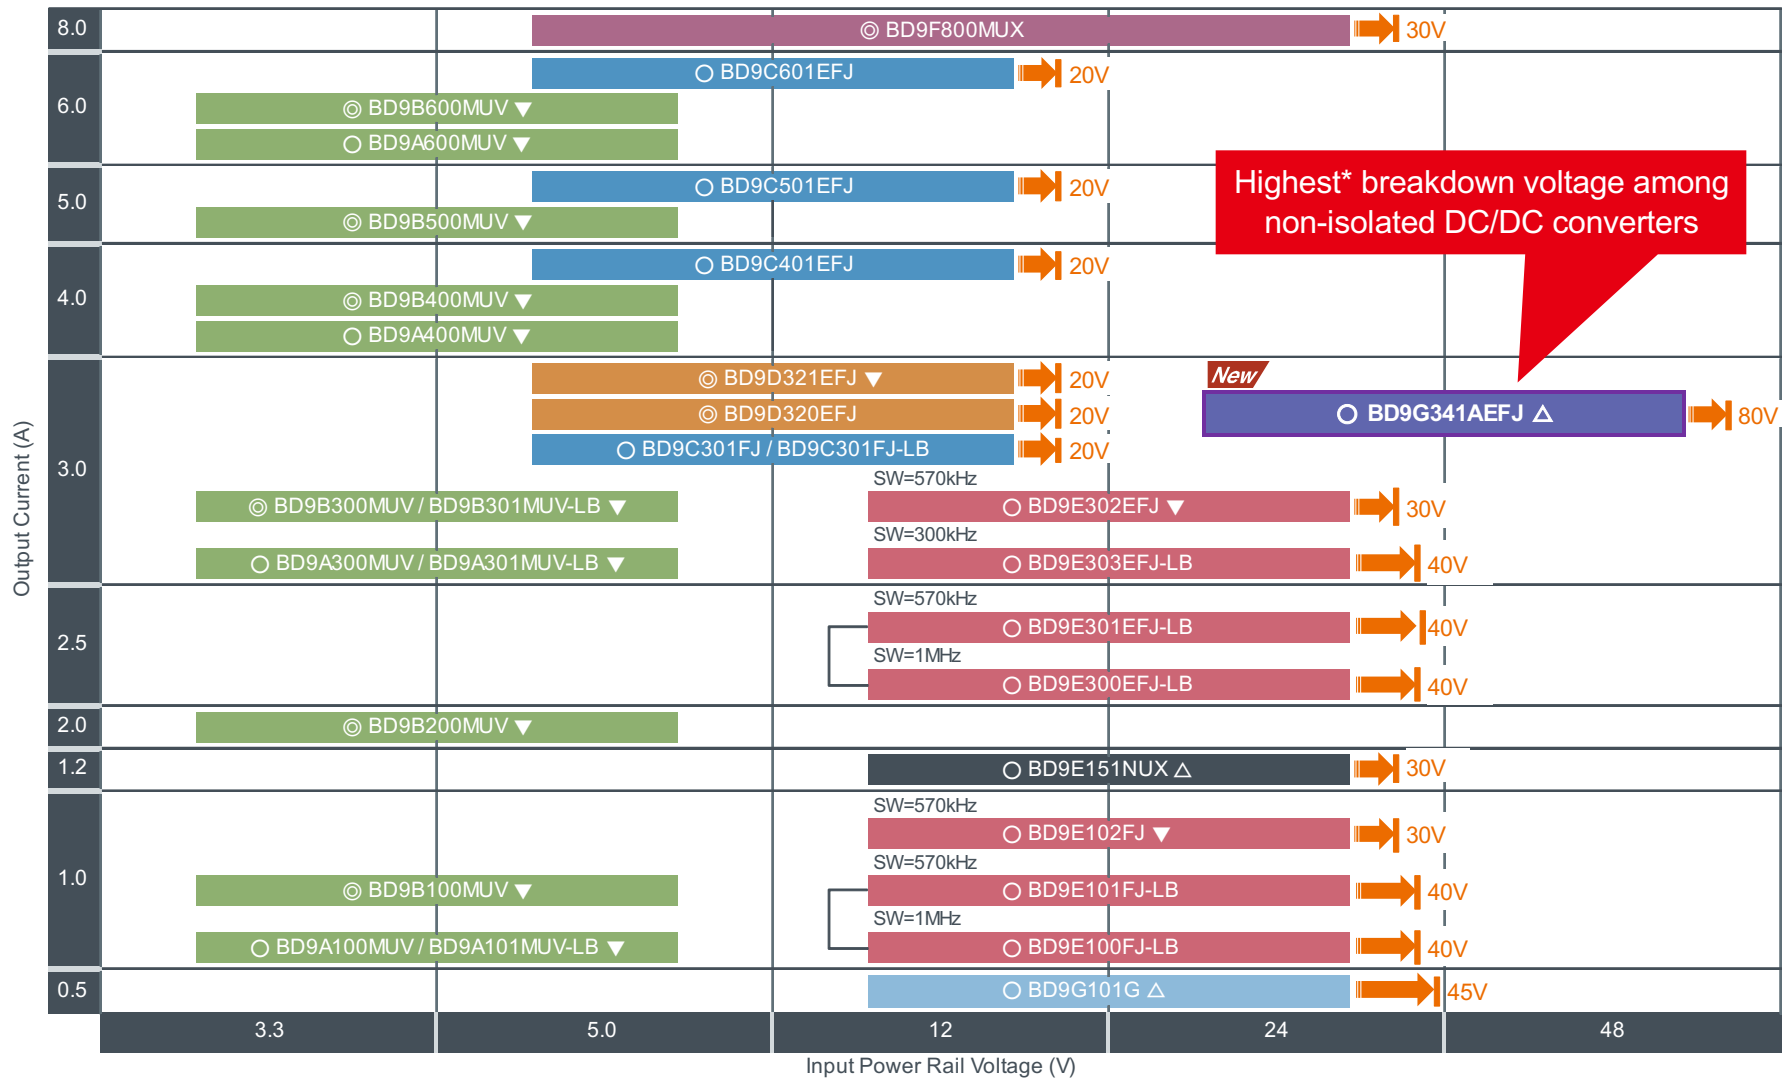 8.0
◎ BD9F800MUX
30V
○ BD9C601EFJ
20V
6.0
◎ BD9B600MUV ▼
○ BD9A600MUV ▼
5.0
○ BD9C501EFJ
20V
◎ BD9B500MUV ▼
Highest* breakdown voltage among
non-isolated DC/DC converters
4.0
○ BD9C401EFJ
20V
◎ BD9B400MUV ▼
○ BD9A400MUV ▼
Output Current (A)
3.0
◎ BD9D321EFJ ▼
20V
New
◎ BD9D320EFJ
20V
○ BD9G341AEFJ △
80V
○ BD9C301FJ / BD9C301FJ-LB
20V
SW=570kHz
◎ BD9B300MUV / BD9B301MUV-LB ▼
○ BD9E302EFJ ▼
30V
SW=300kHz
○ BD9A300MUV / BD9A301MUV-LB ▼
○ BD9E303EFJ-LB
40V
2.5
SW=570kHz
○ BD9E301EFJ-LB
40V
SW=1MHz
○ BD9E300EFJ-LB
40V
2.0
◎ BD9B200MUV ▼
1.2
○ BD9E151NUX △
30V
1.0
SW=570kHz
○ BD9E102FJ ▼
30V
SW=570kHz
◎ BD9B100MUV ▼
○ BD9E101FJ-LB
40V
SW=1MHz
○ BD9A100MUV / BD9A101MUV-LB ▼
○ BD9E100FJ-LB
40V
0.5
○ BD9G101G △
45V
3.3
5.0
12
24
48
Input Power Rail Voltage (V)